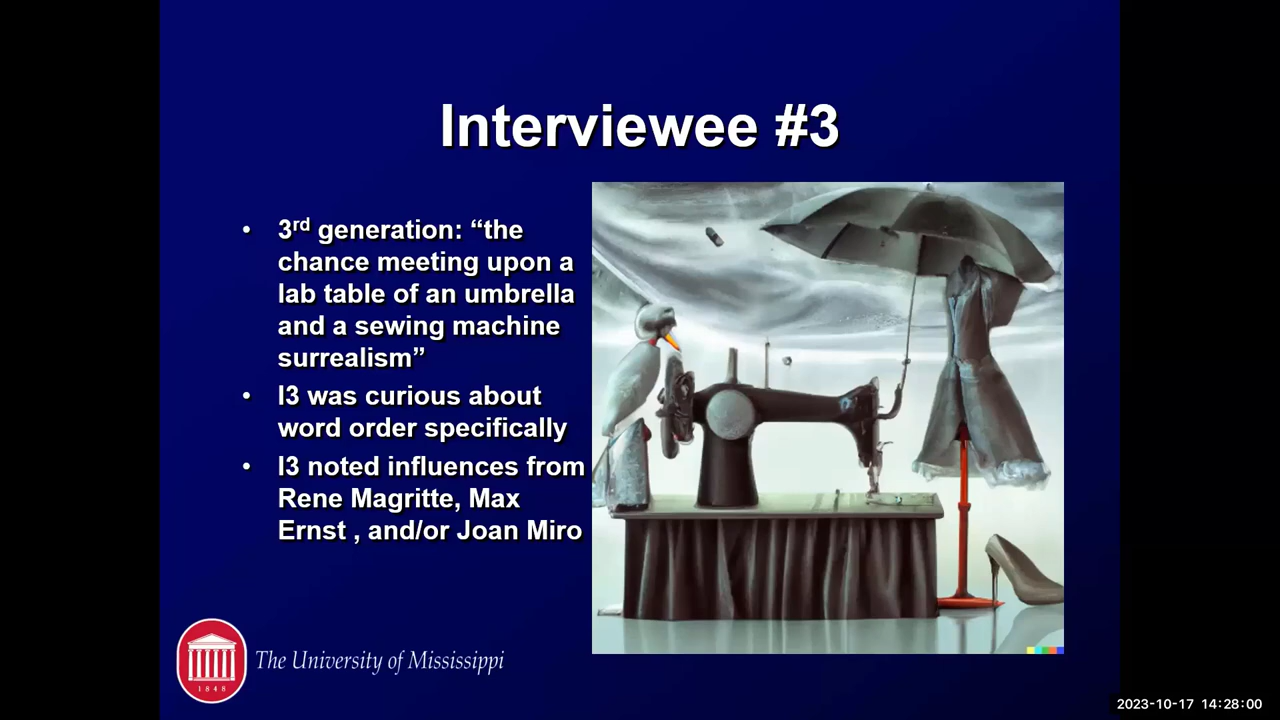 Interviewee #3
• 3rd generation: “the
chance meeting upon a
lab table of an umbrella
and a sewing machine
surrealism”
• I3 was curious about
word order specifically
• I3 noted influences from
Rene Magritte, Max
Ernst , and/or Joan Miro
1848
The University of Mississippi
2023-10-17 14:28:00